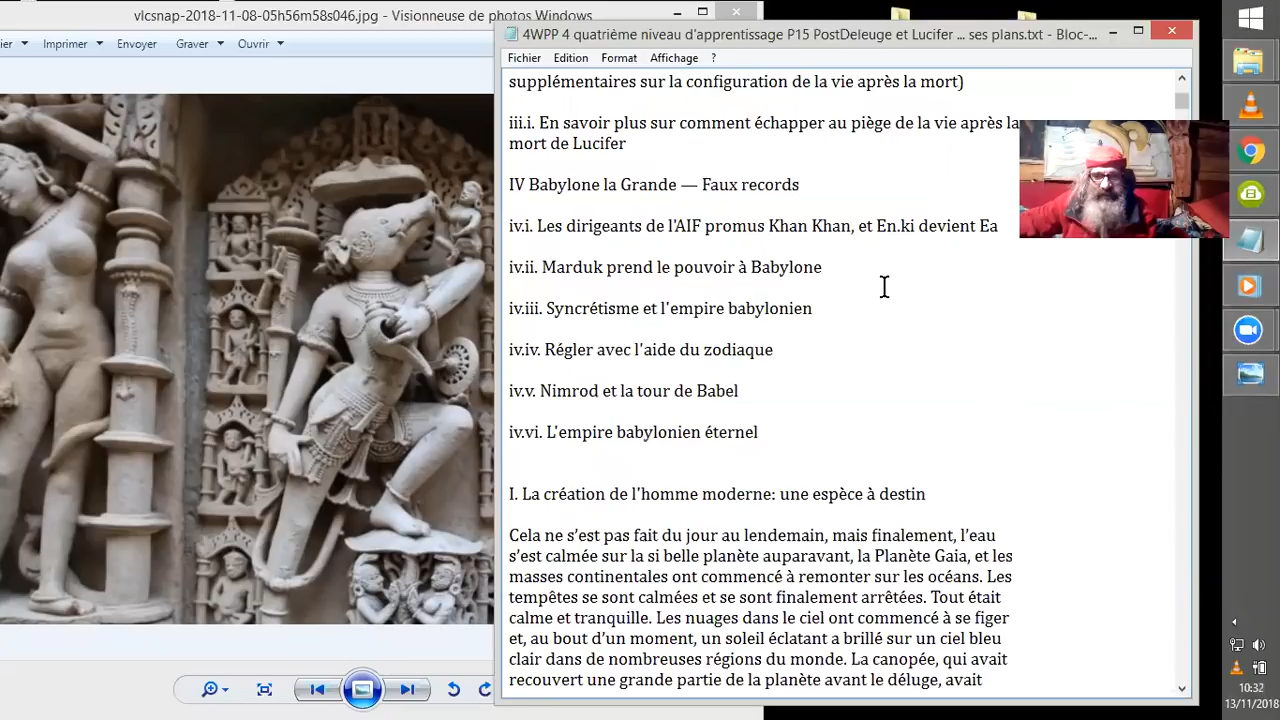 vlcsnap-2018-11-08-05h56m58s046.jpg - Visionneuse de photos Windows
ier Imprimer Envoyer Graver Ouvrir
4WPP 4 quatrième niveau d'apprentissage P15 PostDeleuge et Lucifer ... ses plans.txt - Bloc-...
Fichier Edition Format Affichage ?
supplémentaires sur la configuration de la vie après la mort)
iii.i. En savoir plus sur comment échapper au piège de la vie après la
mort de Lucifer
IV Babylone la Grande — Faux records
iv.i. Les dirigeants de l'AIF promus Khan Khan, et En.ki devient Ea
iv.ii. Marduk prend le pouvoir à Babylone
iv.iii. Syncrétisme et l'empire babylonien
iv.iv. Régler avec l'aide du zodiaque
iv.v. Nimrod et la tour de Babel
iv.vi. L'empire babylonien éternel
I. La création de l'homme moderne: une espèce à destin
Cela ne s'est pas fait du jour au lendemain, mais finalement, l'eau
s'est calmée sur la si belle planète auparavant, la Planète Gaia, et les
masses continentales ont commencé à remonter sur les océans. Les
tempêtes se sont calmées et se sont finalement arrêtées. Tout était
calme et tranquille. Les nuages dans le ciel ont commencé à se figer
et, au bout d'un moment, un soleil éclatant a brillé sur un ciel bleu
clair dans de nombreuses régions du monde. La canopée, qui avait
recouvert une grande partie de la planète avant le déluge, avait
10:32
13/11/2018